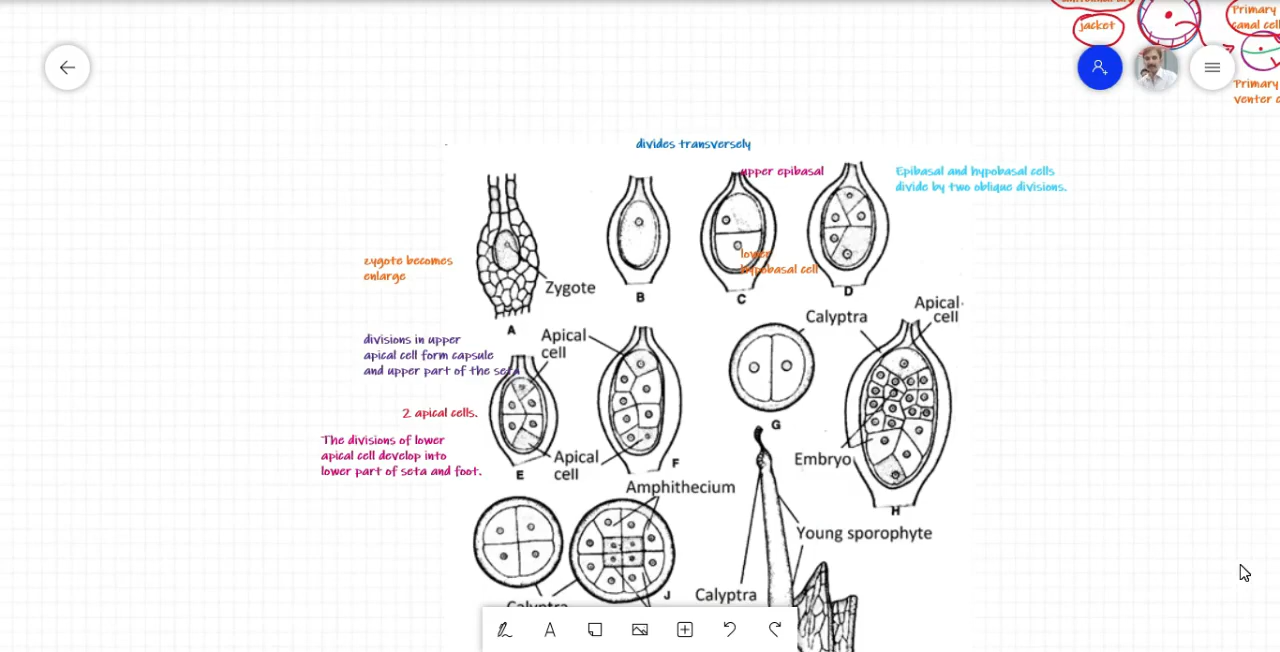 jacket
Primary
canal cell
Primary
divides transversely
upper epibasal
Epibasal and hypobasal cells
divide by two oblique divisions.
zygote becomes
enlarge
lower
hypobasal cell
Zygote
A
B
C
D
divisions in upper
apical cell form capsule
and upper part of the seta
Apical
cell
Calyptra
Apical
cell
2 apical cells.
The divisions of lower
apical cell develop into
lower part of seta and foot.
E
Apical
cell
F
G
Embryo
H
Amphithecium
Young sporophyte
J
Calyptra
Calyptra
A